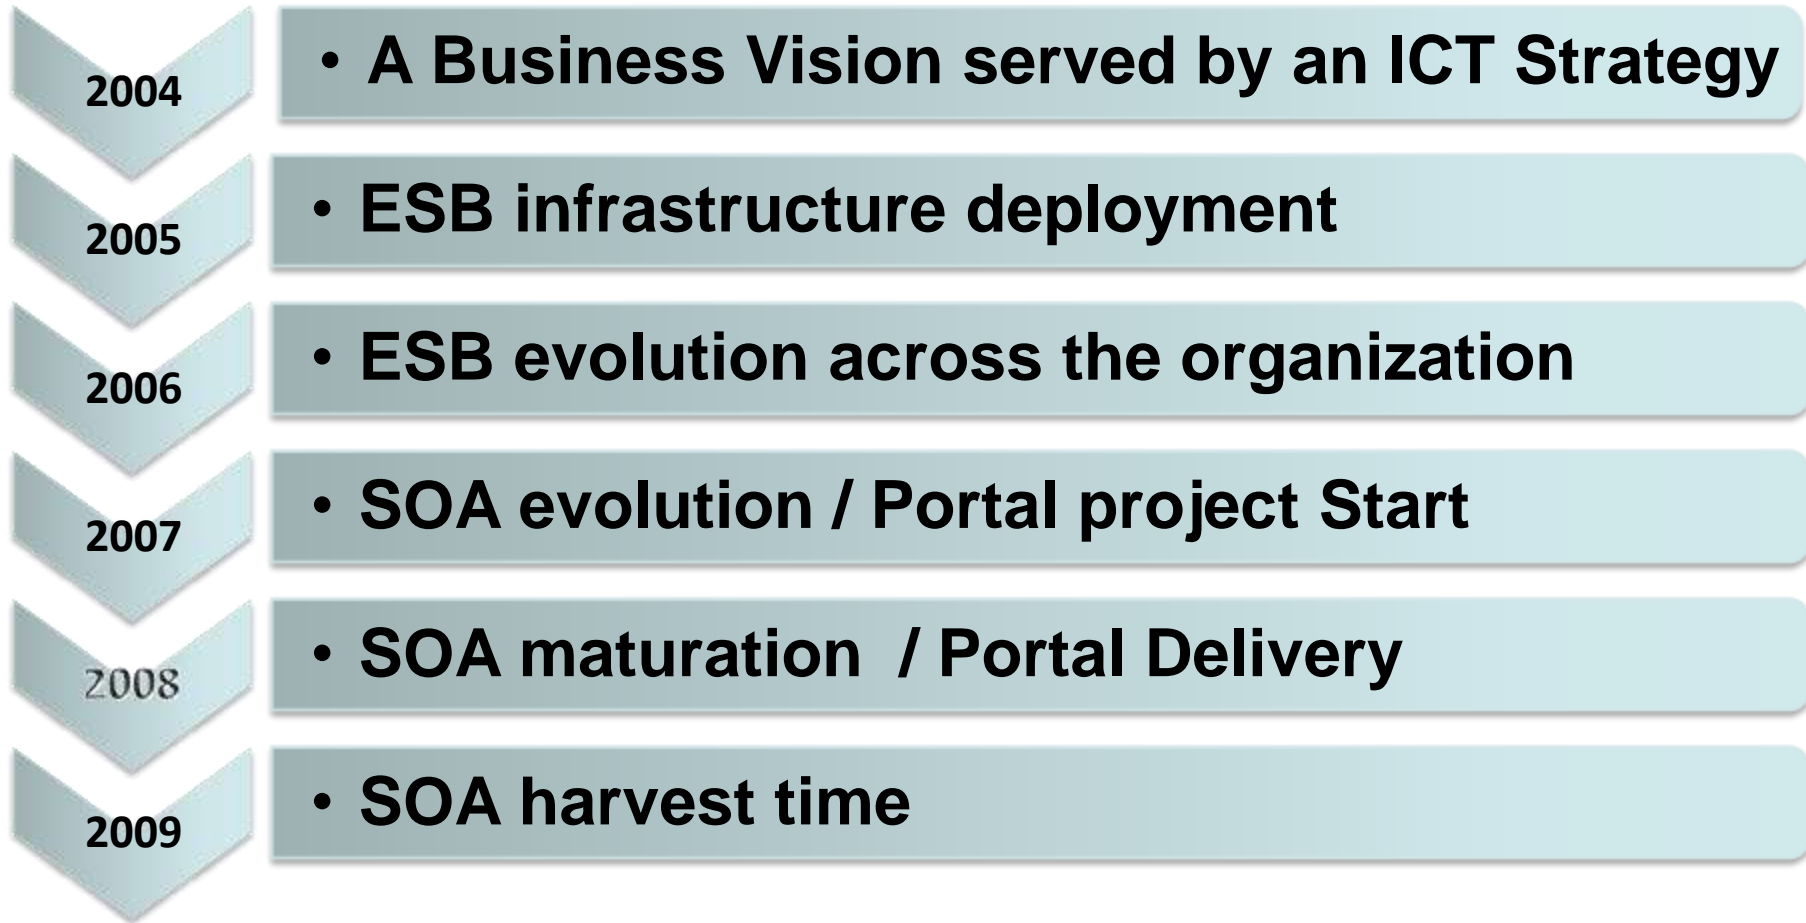 2004
• A Business Vision served by an ICT Strategy
2005
• ESB infrastructure deployment
2006
• ESB evolution across the organization
2007
• SOA evolution / Portal project Start
2008
• SOA maturation  / Portal Delivery
2009
• SOA harvest time